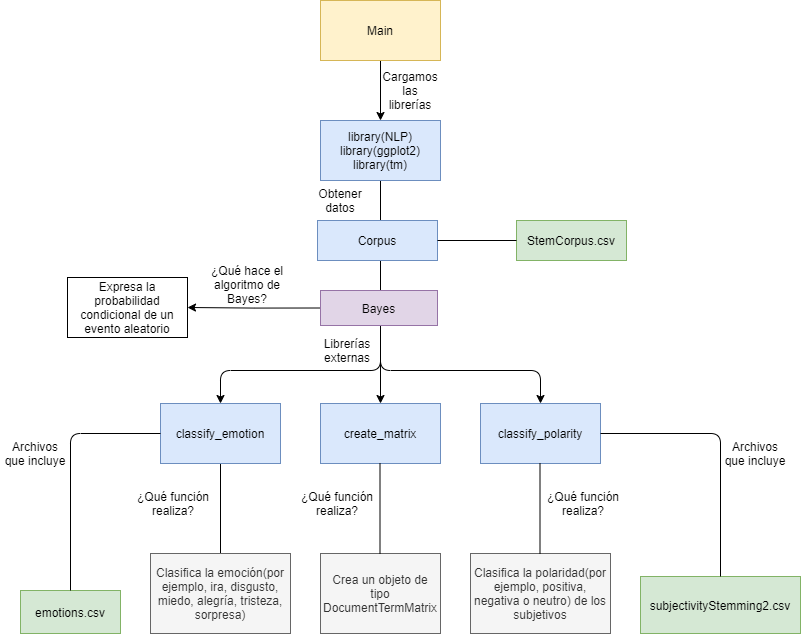 Main
Cargamos
las
librerías
library(NLP)
library(ggplot2)
library(tm)
Obtener
datos
Corpus
StemCorpus.csv
¿Qué hace el
algoritmo de
Bayes?
Expresa la
probabilidad
condicional de un
evento aleatorio
Bayes
Librerías
externas
classify_emotion
create_matrix
classify_polarity
Archivos
que incluye
Archivos
que incluye
¿Qué función
realiza?
¿Qué función
realiza?
¿Qué función
realiza?
Clasifica la emoción(por
ejemplo, ira, disgusto,
miedo, alegría, tristeza,
sorpresa)
Crea un objeto de
tipo
DocumentTermMatrix
Clasifica la polaridad(por
ejemplo, positiva,
negativa o neutro) de los
subjetivos
emotions.csv
subjectivityStemming2.csv